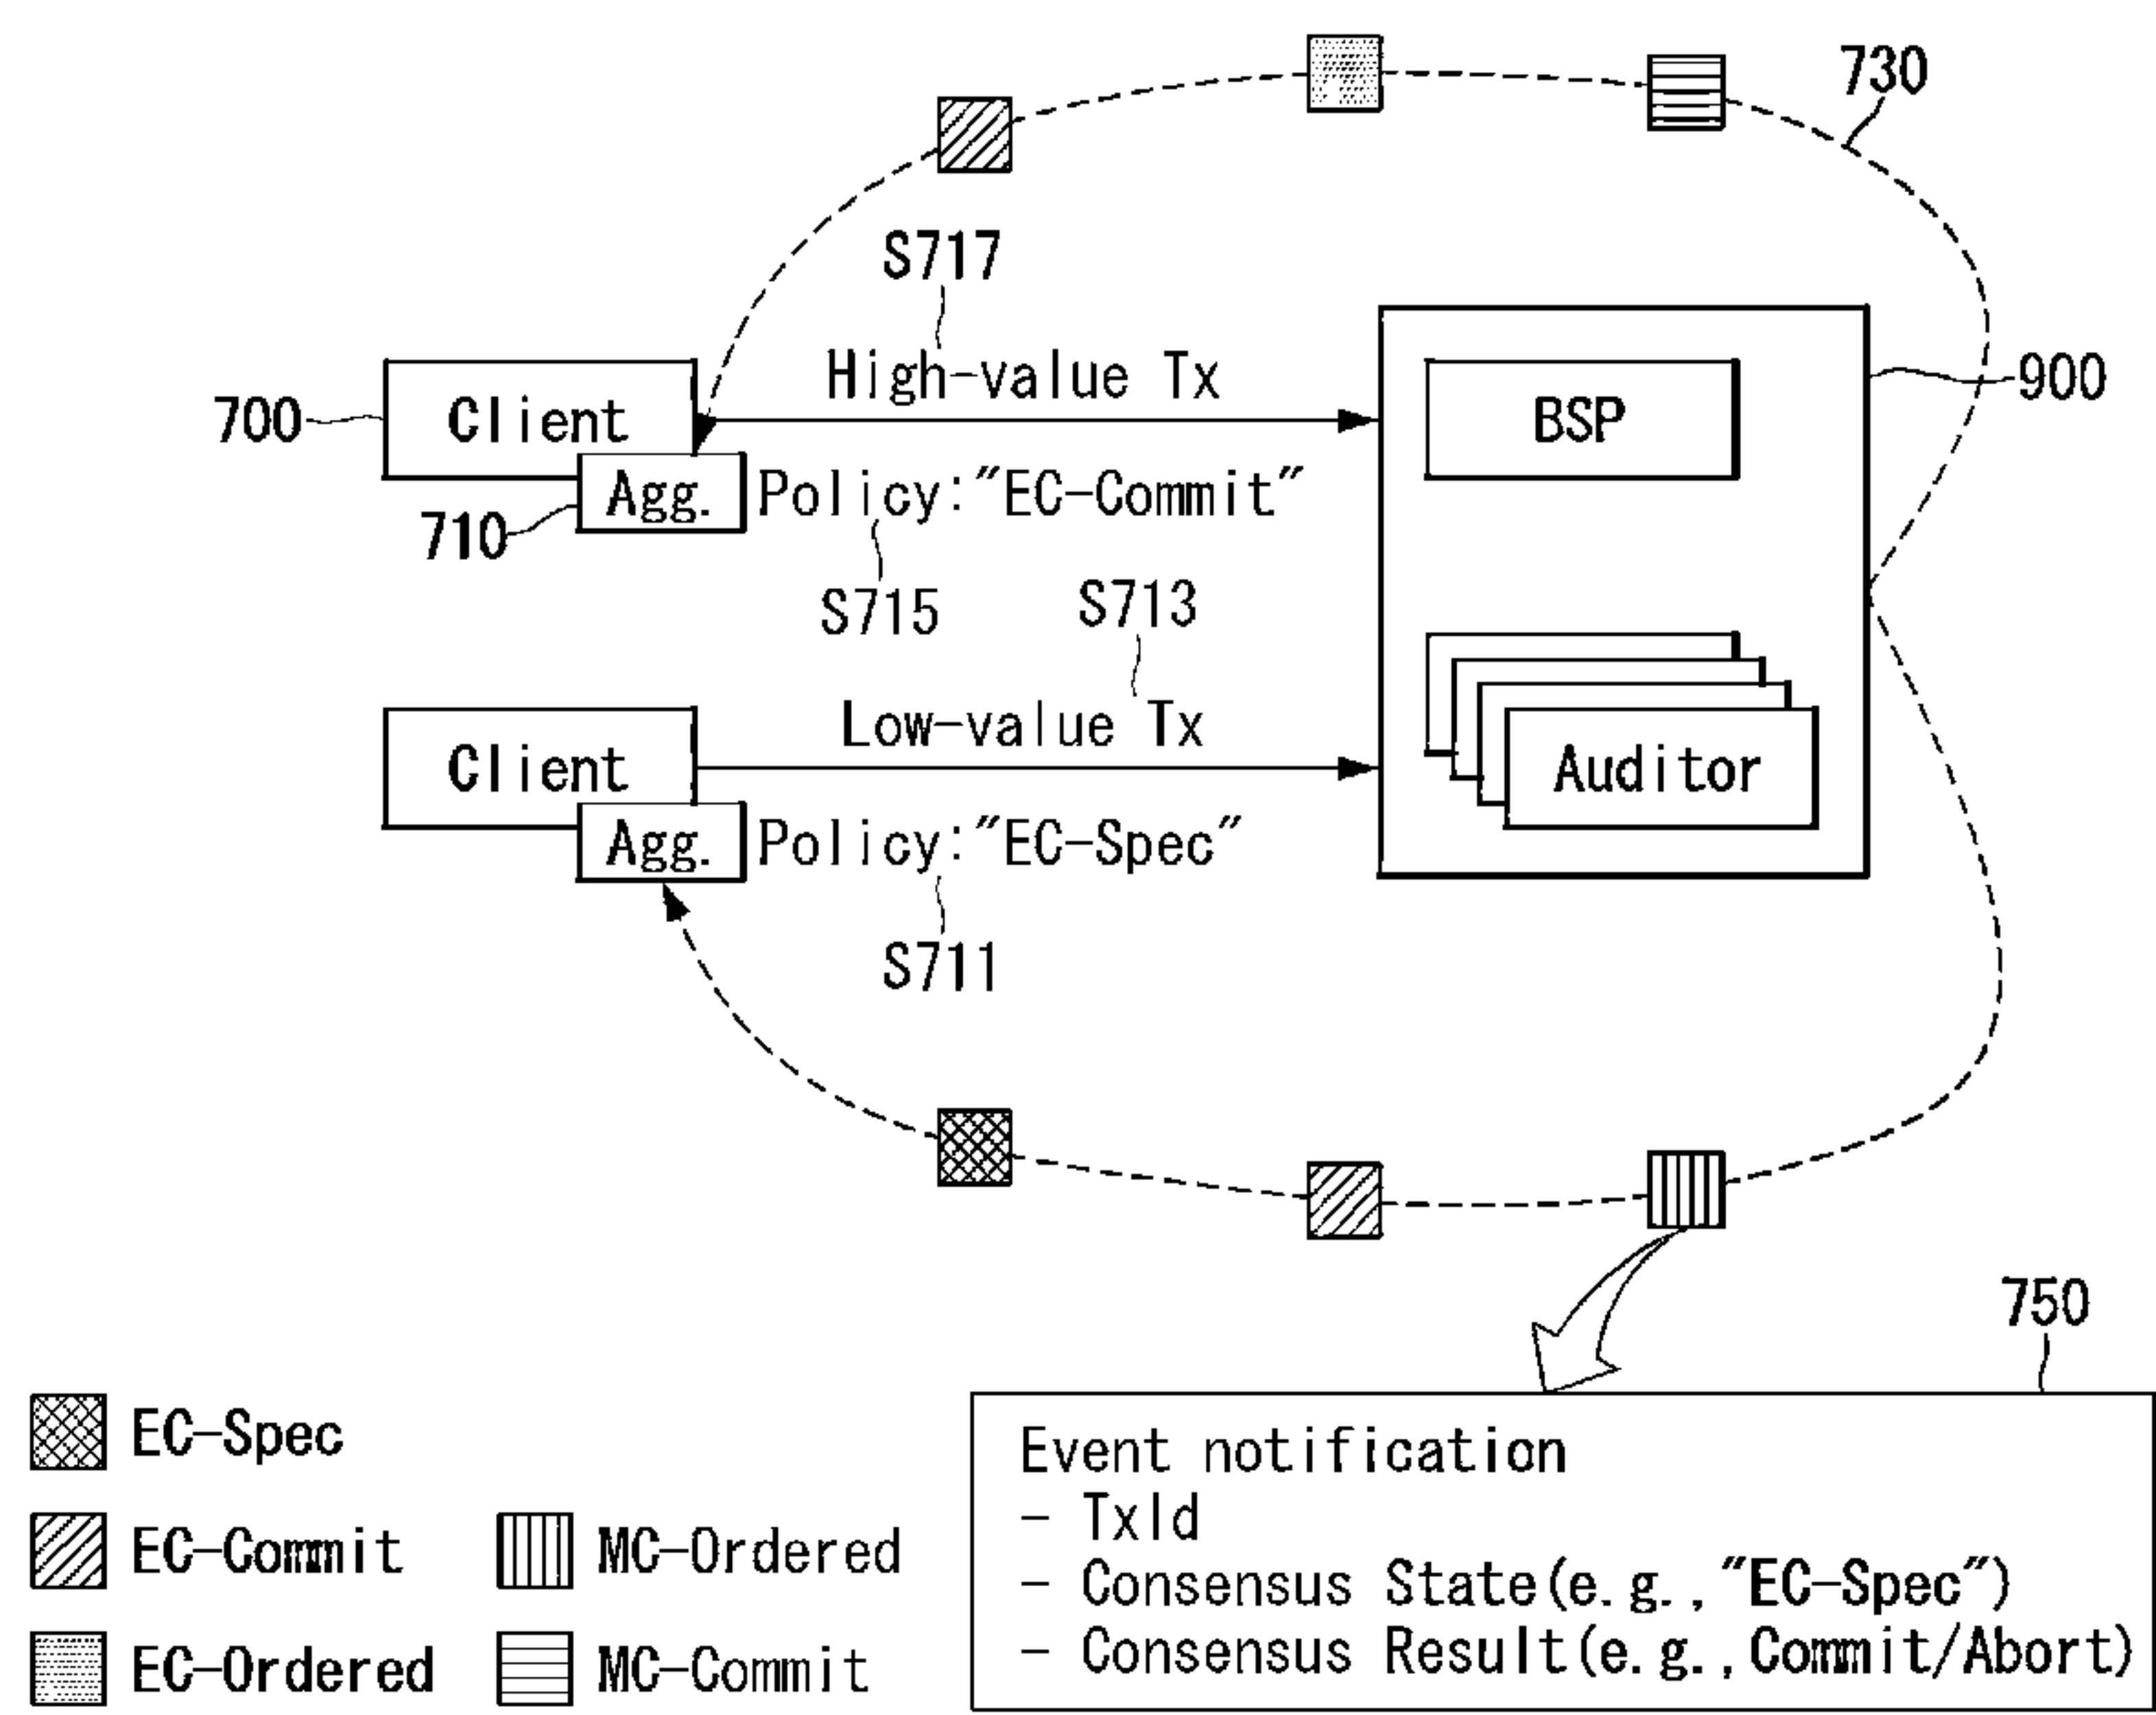 730
S717
High-value Tx
900
700
Client
BSP
Agg.
Policy:"EC-Commit"
710
S715
S713
Low-value Tx
Client
Auditor
Agg.
Policy:"EC-Spec"
S711
750
EC-Spec
EC-Commit
MC-Ordered
EC-Ordered
MC-Commit
Event notification
- TxId
- Consensus State(e.g.,"EC-Spec")
- Consensus Result(e.g.,Commit/Abort)